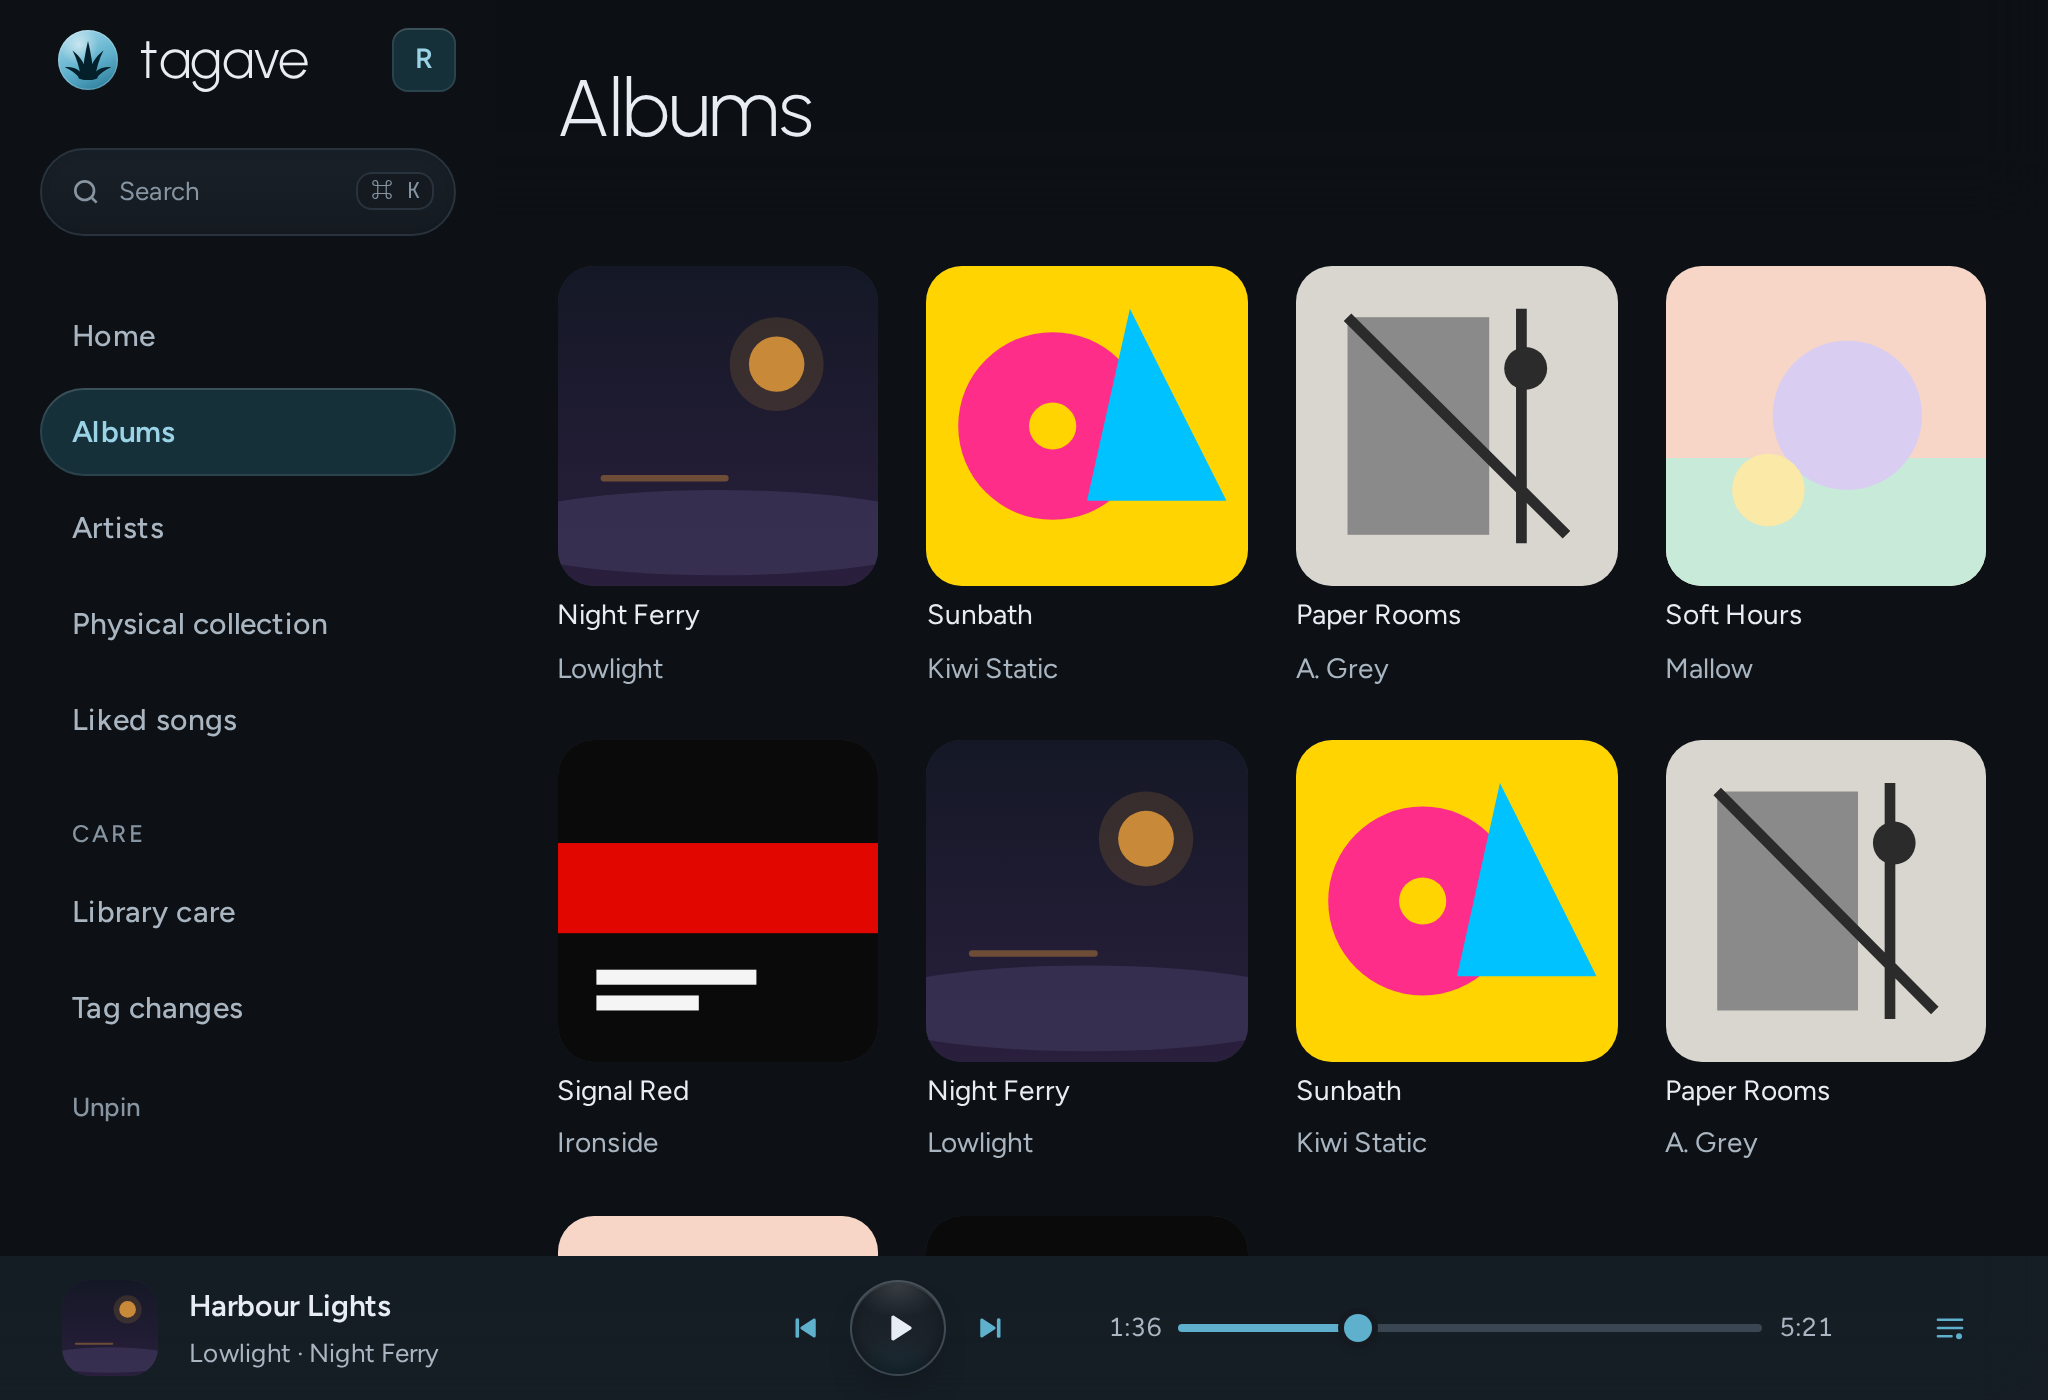 tagave
R
Search
⌘ K
Home
Albums
Artists
Physical collection
Liked songs
CARE
Library care
Tag changes
Unpin
Albums
Night Ferry
Lowlight
Sunbath
Kiwi Static
Paper Rooms
A. Grey
Soft Hours
Mallow
Signal Red
Ironside
Night Ferry
Lowlight
Sunbath
Kiwi Static
Paper Rooms
A. Grey
Harbour Lights
Lowlight · Night Ferry
1:36
5:21